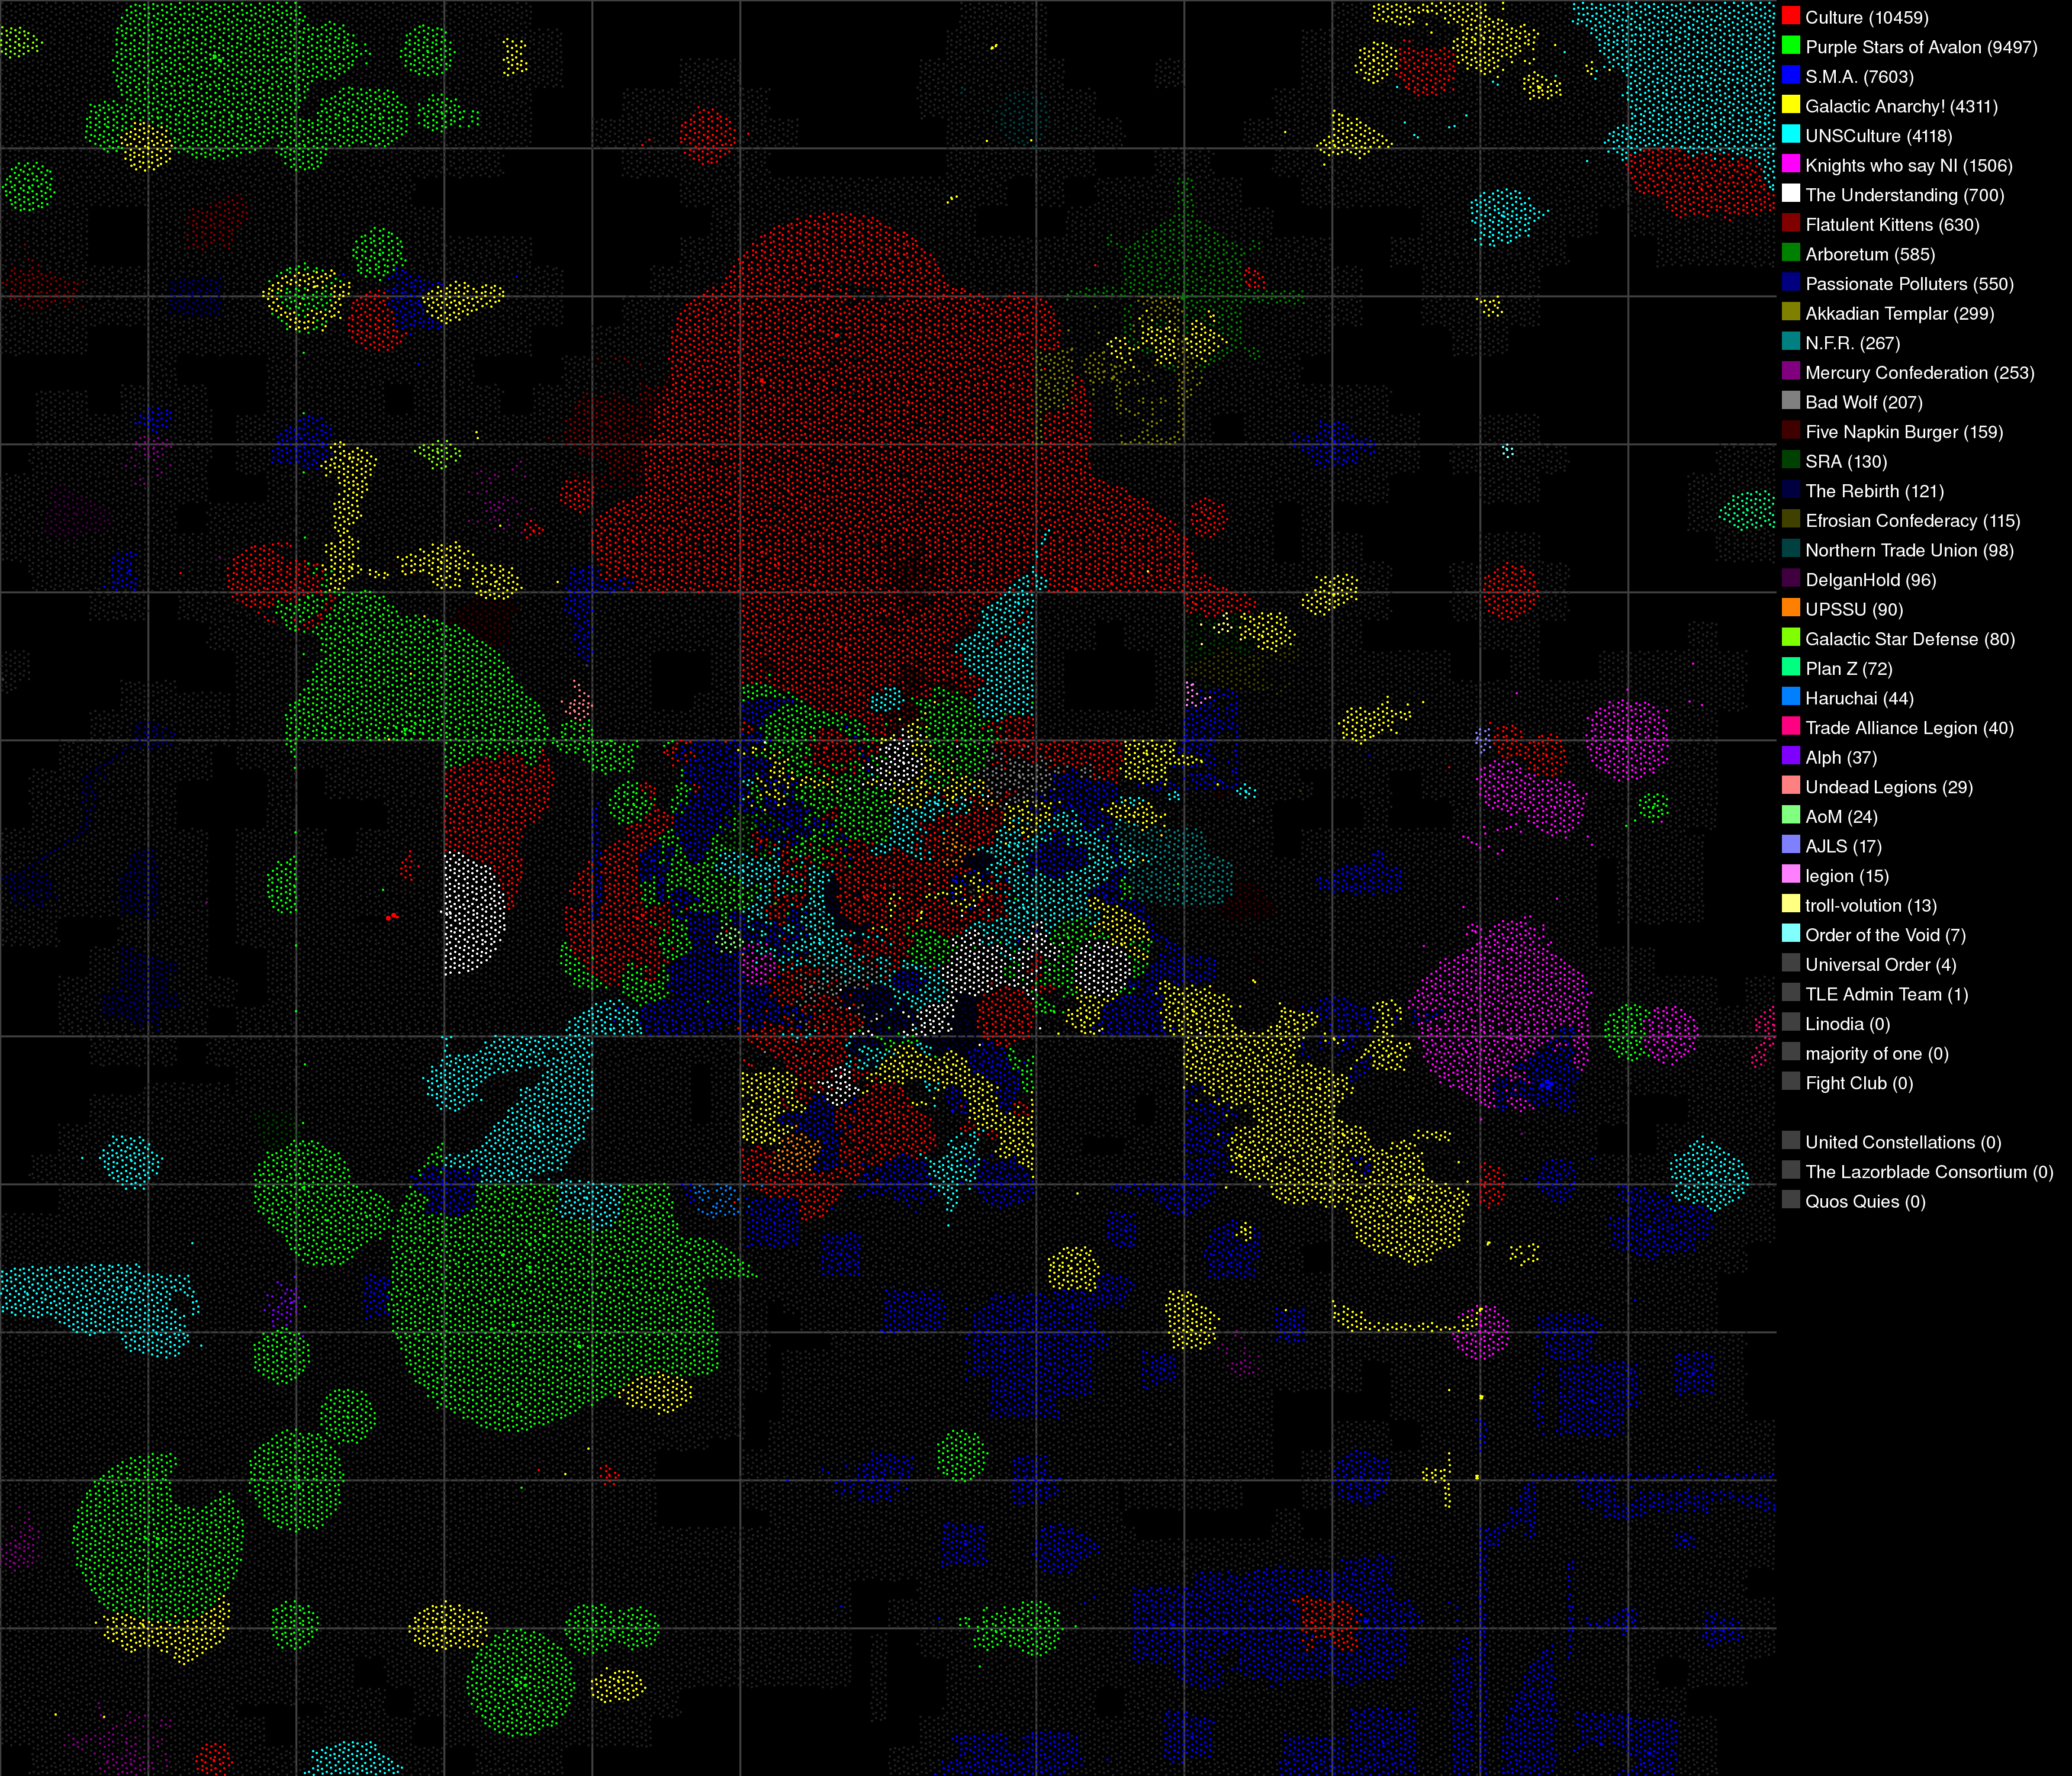 Culture (10459)
Purple Stars of Avalon (9497)
S.M.A. (7603)
Galactic Anarchy! (4311)
UNSCulture (4118)
Knights who say NI (1506)
The Understanding (700)
Flatulent Kittens (630)
Arboretum (585)
Passionate Polluters (550)
Akkadian Templar (299)
N.F.R. (267)
Mercury Confederation (253)
Bad Wolf (207)
Five Napkin Burger (159)
SRA (130)
The Rebirth (121)
Efrosian Confederacy (115)
Northern Trade Union (98)
DelganHold (96)
UPSSU (90)
Galactic Star Defense (80)
Plan Z (72)
Haruchai (44)
Trade Alliance Legion (40)
Alph (37)
Undead Legions (29)
AoM (24)
AJLS (17)
legion (15)
troll-volution (13)
Order of the Void (7)
Universal Order (4)
TLE Admin Team (1)
Linodia (0)
majority of one (0)
Fight Club (0)
United Constellations (0)
The Lazorblade Consortium (0)
Quos Quies (0)